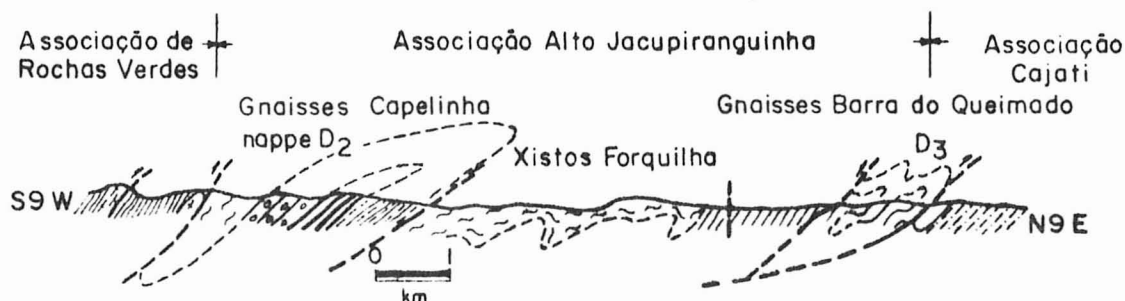 Associação de
Rochas Verdes
Associação Alto Jacupiranguinha
Associação
Cajati
Gnaisses Capelinha
nappe D2
Gnaisses Barra do Queimado
D3
Xistos Forquilha
S9 W
N9 E
0 1
km